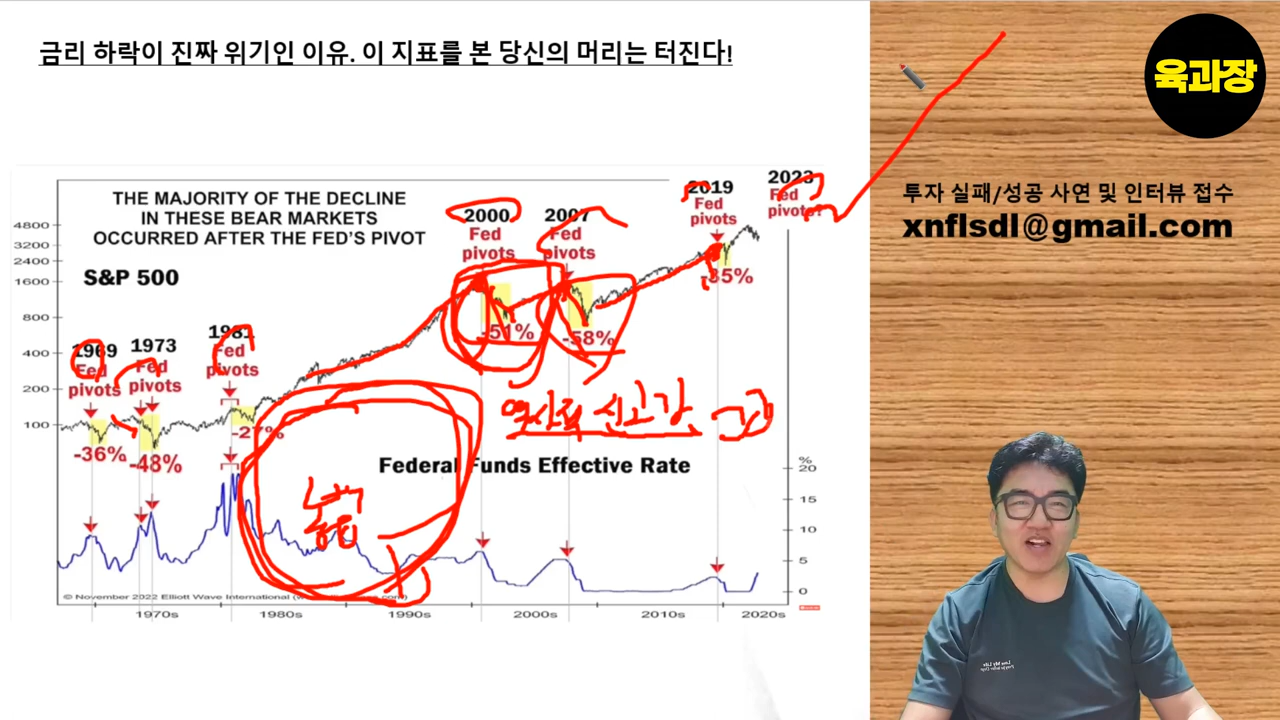 금리 하락이 진짜 위기인 이유. 이 지표를 본 당신의 머리는 터진다!
육과장
투자 실패/성공 사연 및 인터뷰 접수
xnflsdl@gmail.com
THE MAJORITY OF THE DECLINE
IN THESE BEAR MARKETS
OCCURRED AFTER THE FED'S PIVOT
S&P 500
4800
3200
2400
1600
800
400
200
100
1969
Fed
pivots
-36%
1973
Fed
pivots
-48%
1981
Fed
pivots
-27%
2000
Fed
pivots
-51%
2007
Fed
pivots
-58%
2019
Fed
pivots
-35%
2023
Fed
pivots?
역사적 신고감
Federal Funds Effective Rate
%
20
15
10
5
0
© November 2022 Elliott Wave International
1970s
1980s
1990s
2000s
2010s
2020s